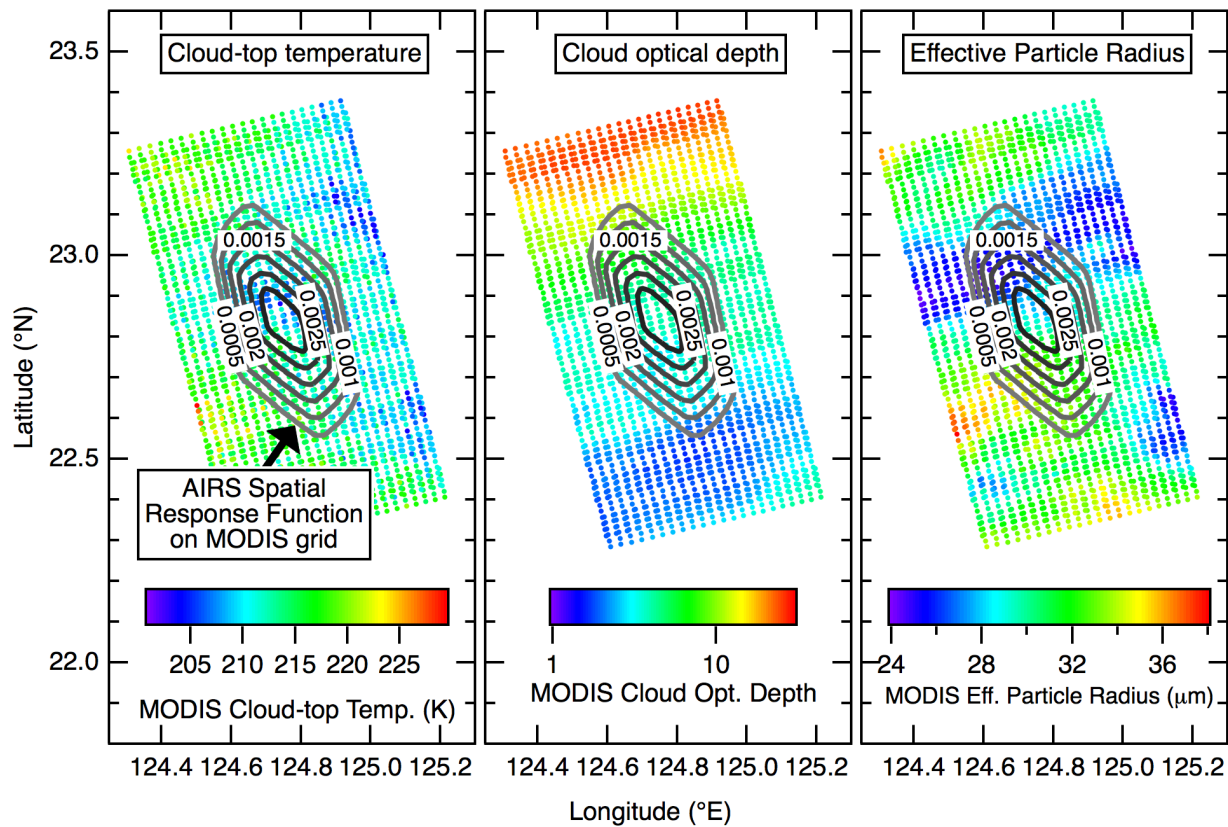 Cloud-top temperature
Cloud optical depth
Effective Particle Radius
23.5
23.0
22.5
22.0
Latitude (°N)
0.0015
0.0005
0.002
.0025
0.001
0.0015
0.0005
0.002
.0025
0.001
0.0015
0.0005
0.002
.0025
0.001
AIRS Spatial
Response Function
on MODIS grid
205 210 215 220 225
MODIS Cloud-top Temp. (K)
1 10
MODIS Cloud Opt. Depth
24 28 32 36
MODIS Eff. Particle Radius (μm)
124.4 124.6 124.8 125.0 125.2
124.4 124.6 124.8 125.0 125.2
124.4 124.6 124.8 125.0 125.2
Longitude (°E)